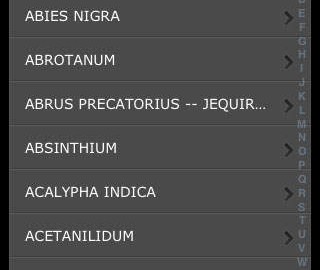 ABIES NIGRA
ABROTANUM
ABRUS PRECATORIUS -- JEQUIR...
ABSINTHIUM
ACALYPHA INDICA
ACETANILIDUM
E
F
G
H
I
J
K
L
M
N
O
P
Q
R
S
T
U
V
W